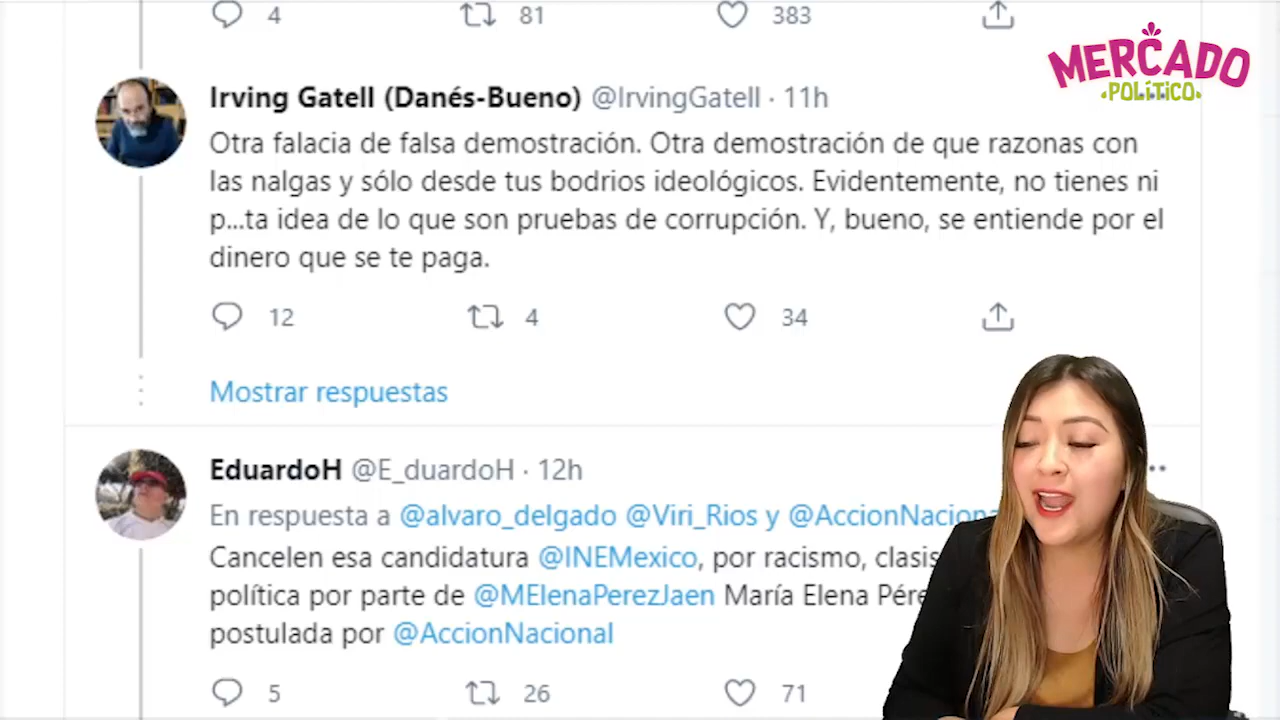 4 81 383
MERCADO
POLÍTICO
Irving Gatell (Danés-Bueno) @IrvingGatell · 11h
Otra falacia de falsa demostración. Otra demostración de que razonas con
las nalgas y sólo desde tus bodrios ideológicos. Evidentemente, no tienes ni
p...ta idea de lo que son pruebas de corrupción. Y, bueno, se entiende por el
dinero que se te paga.
12 4 34
Mostrar respuestas
EduardoH @E_duardoH · 12h
En respuesta a @alvaro_delgado @Viri_Rios y @AccionNaciona
Cancelen esa candidatura @INEMexico, por racismo, clasis
política por parte de @MElenaPerezJaen María Elena Pére
postulada por @AccionNacional
5 26 71